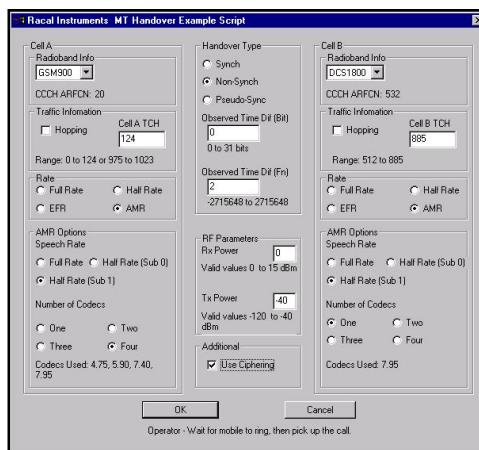 Racal Instruments MT Handover Example Script
Cell A
Radioband Info
GSM900
CCCH ARFCN: 20
Traffic Infomation
Hopping
Cell A TCH
124
Range: 0 to 124 or 975 to 1023
Rate
Full Rate
Half Rate
EFR
AMR
AMR Options
Speech Rate
Full Rate
Half Rate (Sub 0)
Half Rate (Sub 1)
Number of Codecs
One
Two
Three
Four
Codecs Used: 4.75, 5.90, 7.40,
7.95
Handover Type
Synch
Non-Synch
Pseudo-Sync
Observed Time Dif (Bit)
0
0 to 31 bits
Observed Time Dif (Fn)
2
-2715648 to 2715648
RF Parameters
Rx Power
0
Valid values 0 to 15 dBm
Tx Power
-40
Valid values -120 to -40
dBm
Additional
Use Ciphering
Cell B
Radioband Info
DCS1800
CCCH ARFCN: 532
Traffic Infomation
Hopping
Cell B TCH
885
Range: 512 to 885
Rate
Full Rate
Half Rate
EFR
AMR
AMR Options
Speech Rate
Full Rate
Half Rate (Sub 0)
Half Rate (Sub 1)
Number of Codecs
One
Two
Three
Four
Codecs Used: 7.95
OK
Cancel
Operator - Wait for mobile to ring, then pick up the call.